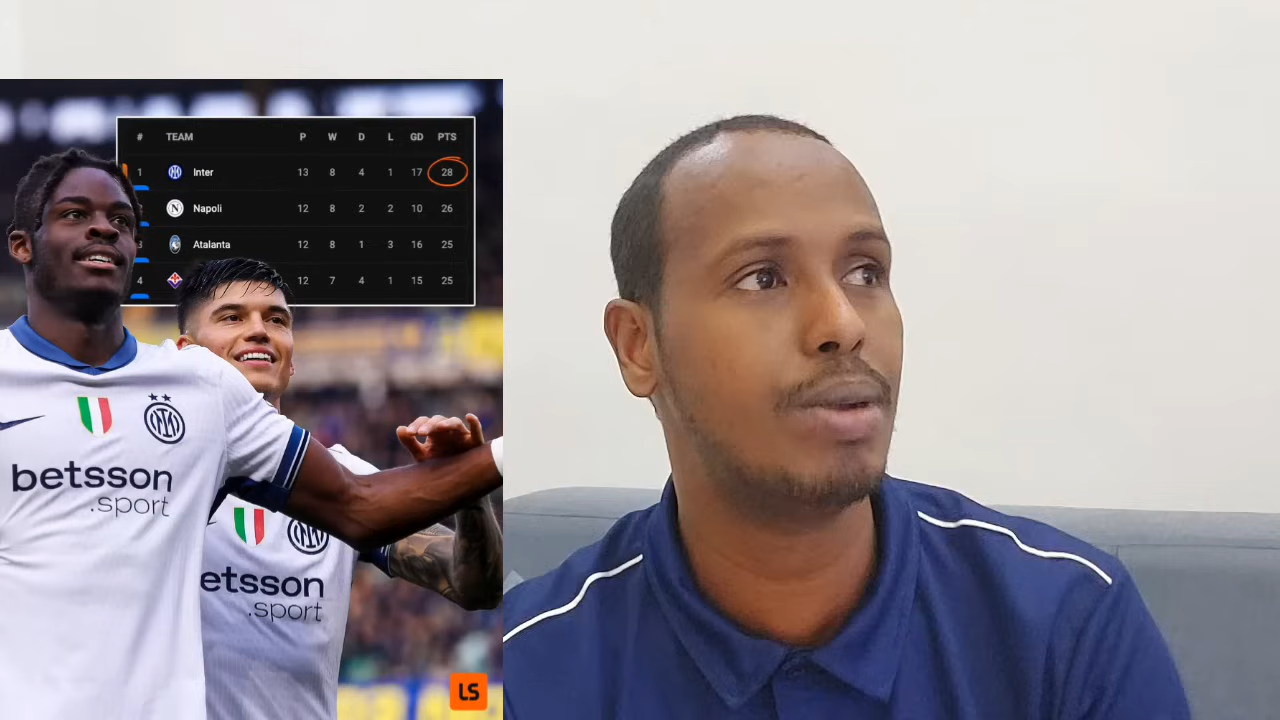 # TEAM P W D L GD PTS
1 Inter 13 8 4 1 17 28
Napoli 12 8 2 2 10 26
3 Atalanta 12 8 1 3 16 25
4 12 7 4 1 15 25
betsson
.sport
etsson
.sport
LS